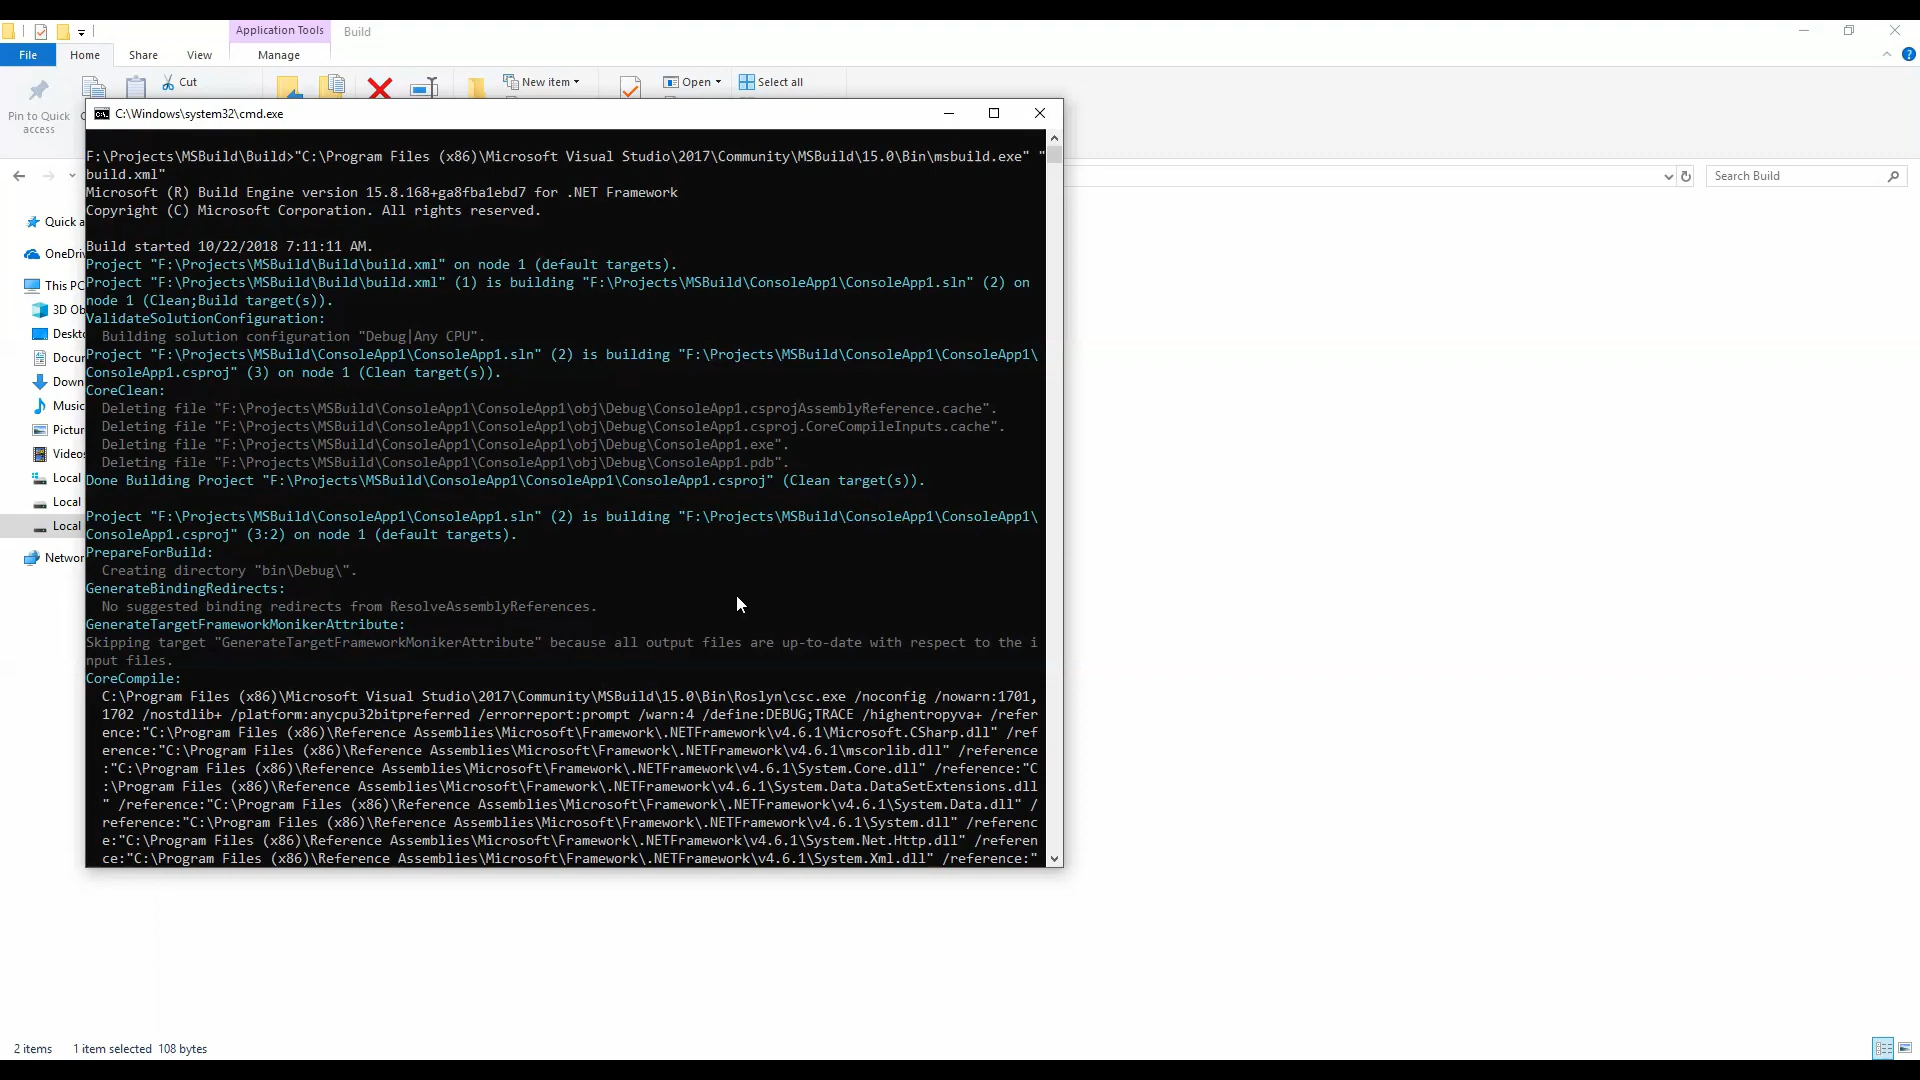 Application Tools
Build
File
Home
Share
View
Manage
Cut
New item
Open
Select all
Pin to Quick
access
C:\Windows\system32\cmd.exe
F:\Projects\MSBuild\Build>"C:\Program Files (x86)\Microsoft Visual Studio\2017\Community\MSBuild\15.0\Bin\msbuild.exe" "
build.xml"
Microsoft (R) Build Engine version 15.8.168+ga8fba1ebd7 for .NET Framework
Copyright (C) Microsoft Corporation. All rights reserved.
Build started 10/22/2018 7:11:11 AM.
Project "F:\Projects\MSBuild\Build\build.xml" on node 1 (default targets).
Project "F:\Projects\MSBuild\Build\build.xml" (1) is building "F:\Projects\MSBuild\ConsoleApp1\ConsoleApp1.sln" (2) on
node 1 (Clean;Build target(s)).
ValidateSolutionConfiguration:
Building solution configuration "Debug|Any CPU".
Project "F:\Projects\MSBuild\ConsoleApp1\ConsoleApp1.sln" (2) is building "F:\Projects\MSBuild\ConsoleApp1\ConsoleApp1\
ConsoleApp1.csproj" (3) on node 1 (Clean target(s)).
CoreClean:
Deleting file "F:\Projects\MSBuild\ConsoleApp1\ConsoleApp1\obj\Debug\ConsoleApp1.csprojAssemblyReference.cache".
Deleting file "F:\Projects\MSBuild\ConsoleApp1\ConsoleApp1\obj\Debug\ConsoleApp1.csproj.CoreCompileInputs.cache".
Deleting file "F:\Projects\MSBuild\ConsoleApp1\ConsoleApp1\obj\Debug\ConsoleApp1.exe".
Deleting file "F:\Projects\MSBuild\ConsoleApp1\ConsoleApp1\obj\Debug\ConsoleApp1.pdb".
Done Building Project "F:\Projects\MSBuild\ConsoleApp1\ConsoleApp1\ConsoleApp1.csproj" (Clean target(s)).
Project "F:\Projects\MSBuild\ConsoleApp1\ConsoleApp1.sln" (2) is building "F:\Projects\MSBuild\ConsoleApp1\ConsoleApp1\
ConsoleApp1.csproj" (3:2) on node 1 (default targets).
PrepareForBuild:
Creating directory "bin\Debug\".
GenerateBindingRedirects:
No suggested binding redirects from ResolveAssemblyReferences.
GenerateTargetFrameworkMonikerAttribute:
Skipping target "GenerateTargetFrameworkMonikerAttribute" because all output files are up-to-date with respect to the i
nput files.
CoreCompile:
C:\Program Files (x86)\Microsoft Visual Studio\2017\Community\MSBuild\15.0\Bin\Roslyn\csc.exe /noconfig /nowarn:1701,
1702 /nostdlib+ /platform:anycpu32bitpreferred /errorreport:prompt /warn:4 /define:DEBUG;TRACE /highentropyva+ /refer
ence:"C:\Program Files (x86)\Reference Assemblies\Microsoft\Framework\.NETFramework\v4.6.1\Microsoft.CSharp.dll" /ref
erence:"C:\Program Files (x86)\Reference Assemblies\Microsoft\Framework\.NETFramework\v4.6.1\mscorlib.dll" /reference
:"C:\Program Files (x86)\Reference Assemblies\Microsoft\Framework\.NETFramework\v4.6.1\System.Core.dll" /reference:"C
:\Program Files (x86)\Reference Assemblies\Microsoft\Framework\.NETFramework\v4.6.1\System.Data.DataSetExtensions.dll
" /reference:"C:\Program Files (x86)\Reference Assemblies\Microsoft\Framework\.NETFramework\v4.6.1\System.Data.dll" /
reference:"C:\Program Files (x86)\Reference Assemblies\Microsoft\Framework\.NETFramework\v4.6.1\System.dll" /referenc
e:"C:\Program Files (x86)\Reference Assemblies\Microsoft\Framework\.NETFramework\v4.6.1\System.Net.Http.dll" /referen
ce:"C:\Program Files (x86)\Reference Assemblies\Microsoft\Framework\.NETFramework\v4.6.1\System.Xml.dll" /reference:"
Search Build
Quick a
OneDriv
This PC
3D Ob
Deskto
Docur
Down
Music
Pictur
Videos
Local
Local
Local
Networ
2 items
1 item selected 108 bytes